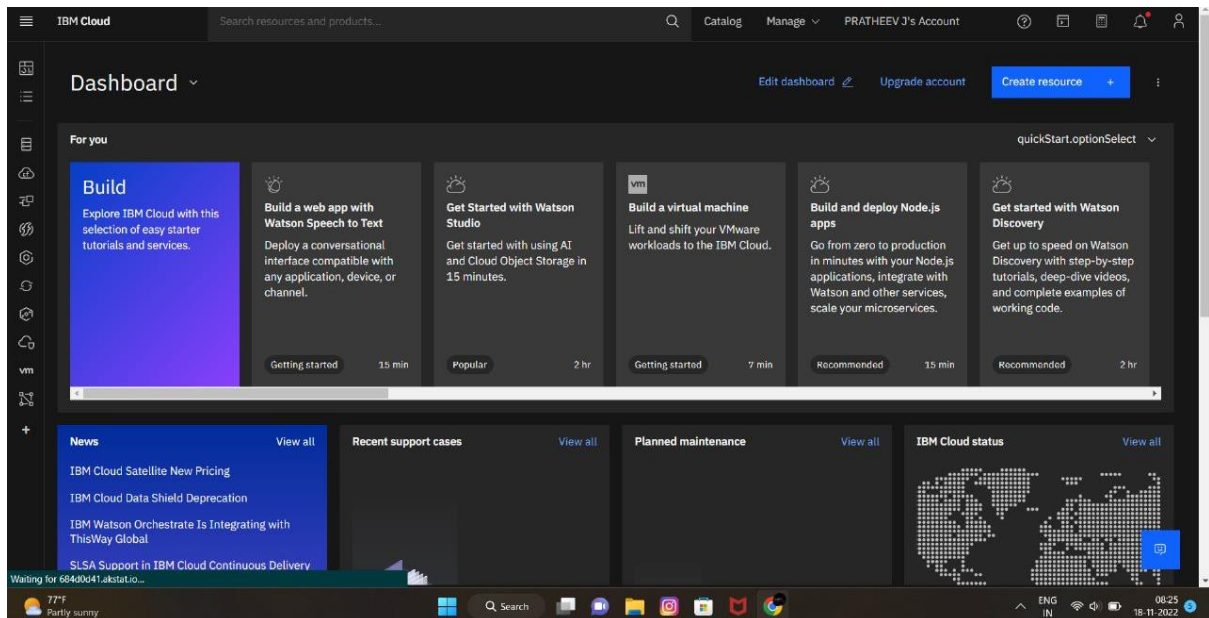 IBM Cloud
Search resources and products...
Catalog
Manage
PRATHEEV J's Account
Dashboard
Edit dashboard
Upgrade account
Create resource +
For you
quickStart.optionSelect
Build
Explore IBM Cloud with this
selection of easy starter
tutorials and services.
Build a web app with
Watson Speech to Text
Deploy a conversational
interface compatible with
any application, device, or
channel.
Getting started
15 min
Get Started with Watson
Studio
Get started with using AI
and Cloud Object Storage in
15 minutes.
Popular
2 hr
vm
Build a virtual machine
Lift and shift your VMware
workloads to the IBM Cloud.
Getting started
7 min
Build and deploy Node.js
apps
Go from zero to production
in minutes with your Node.js
applications, integrate with
Watson and other services,
scale your microservices.
Recommended
15 min
Get started with Watson
Discovery
Get up to speed on Watson
Discovery with step-by-step
tutorials, deep-dive videos,
and complete examples of
working code.
Recommended
2 hr
vm
+
News
View all
IBM Cloud Satellite New Pricing
IBM Cloud Data Shield Deprecation
IBM Watson Orchestrate Is Integrating with
ThisWay Global
SLSA Support in IBM Cloud Continuous Delivery
Recent support cases
View all
Planned maintenance
View all
IBM Cloud status
View all
Waiting for 684d0d41.akstat.io...
77°F
Partly sunny
Search
ENG
IN
08:25
18-11-2022
5